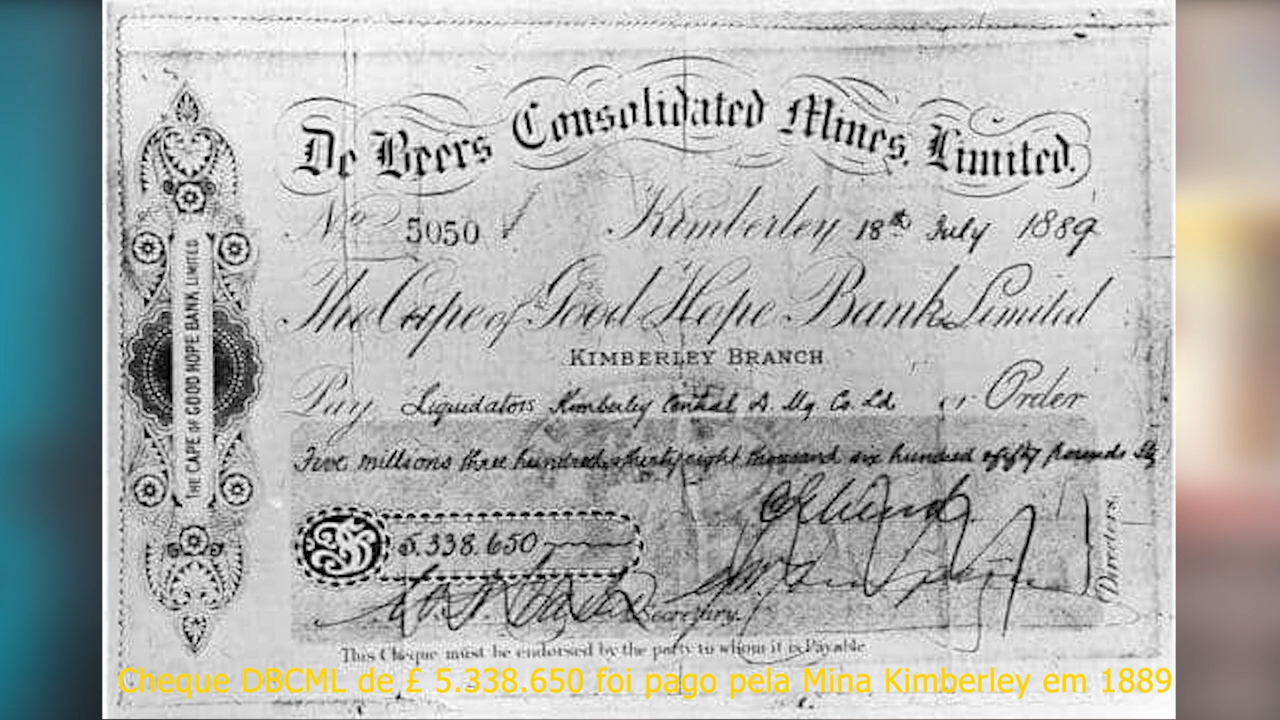 De Beers Consolidated Mines, Limited.
No 5050 Kimberley 18th July 1889
The Cape of Good Hope Bank Limited
KIMBERLEY BRANCH
Pay Liquidators Kimberley Central D. Mg Co Ld or Order
Five millions three hundred & thirty eight thousand six hundred & fifty pounds Stg
£5.338.650
Secretary.
Directors.
This Cheque must be endorsed by the party to whom it is Payable
THE CAPE OF GOOD HOPE BANK, LIMITED
Cheque DBCML de £ 5.338.650 foi pago pela Mina Kimberley em 1889